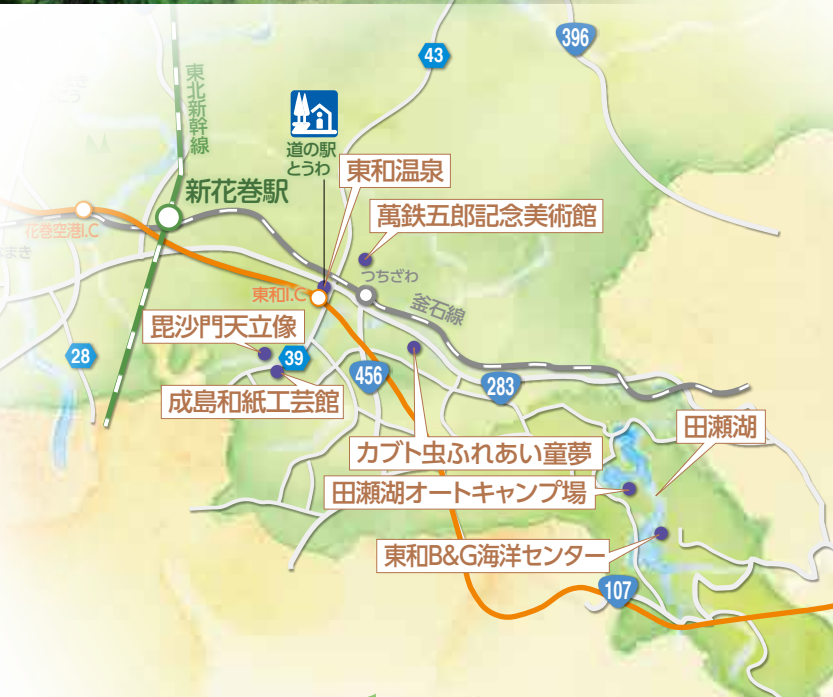 396
43
東北新幹線
道の駅
とうわ
東和温泉
新花巻駅
萬鉄五郎記念美術館
花巻空港I.C
つちざわ
東和I.C
釜石線
毘沙門天立像
28
39
456
283
成島和紙工芸館
田瀬湖
カブト虫ふれあい童夢
田瀬湖オートキャンプ場
東和B&G海洋センター
107